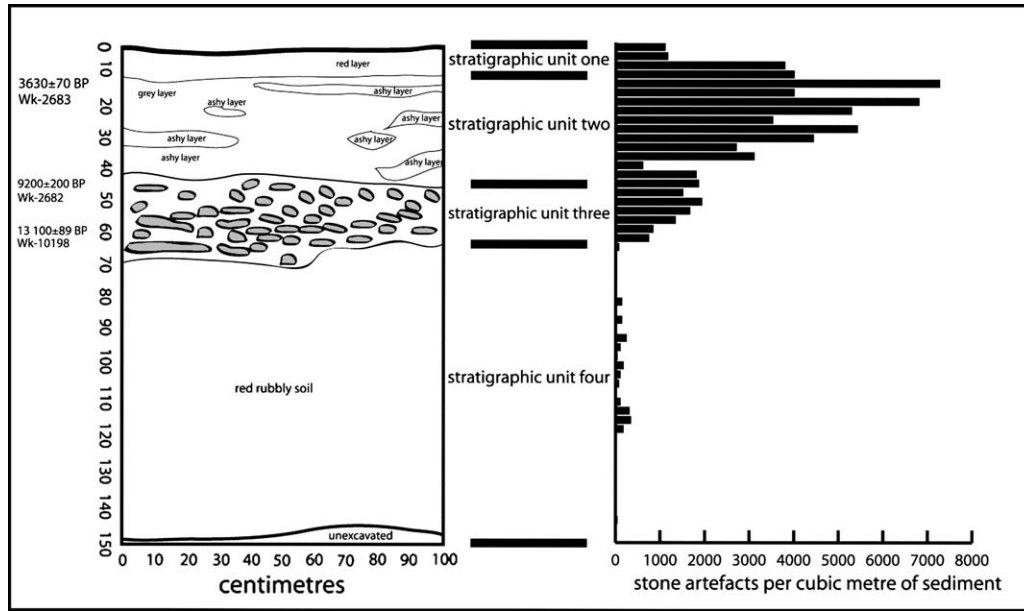 3630±70 BP
Wk-2683
9200±200 BP
Wk-2682
13 100±89 BP
Wk-10198
0
10
20
30
40
50
60
70
80
90
100
110
120
130
140
150
red layer
grey layer
ashy layer
ashy layer
ashy layer
ashy layer
ashy layer
ashy layer
ashy layer
red rubbly soil
unexcavated
0 10 20 30 40 50 60 70 80 90 100
centimetres
stratigraphic unit one
stratigraphic unit two
stratigraphic unit three
stratigraphic unit four
0 1000 2000 3000 4000 5000 6000 7000 8000
stone artefacts per cubic metre of sediment